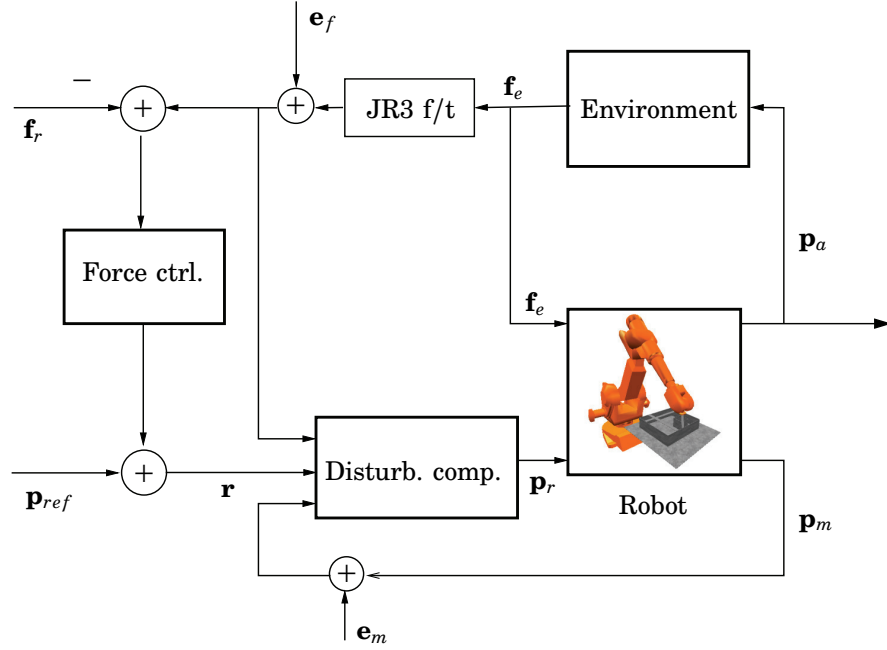 e_f
−
+
+
JR3 f/t
f_e
Environment
f_r
p_a
Force ctrl.
f_e
+
Disturb. comp.
p_ref
r
p_r
Robot
p_m
+
e_m